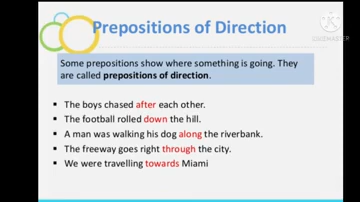 Prepositions of Direction
Some prepositions show where something is going. They
are called prepositions of direction.
The boys chased after each other.
The football rolled down the hill.
A man was walking his dog along the riverbank.
The freeway goes right through the city.
We were travelling towards Miami